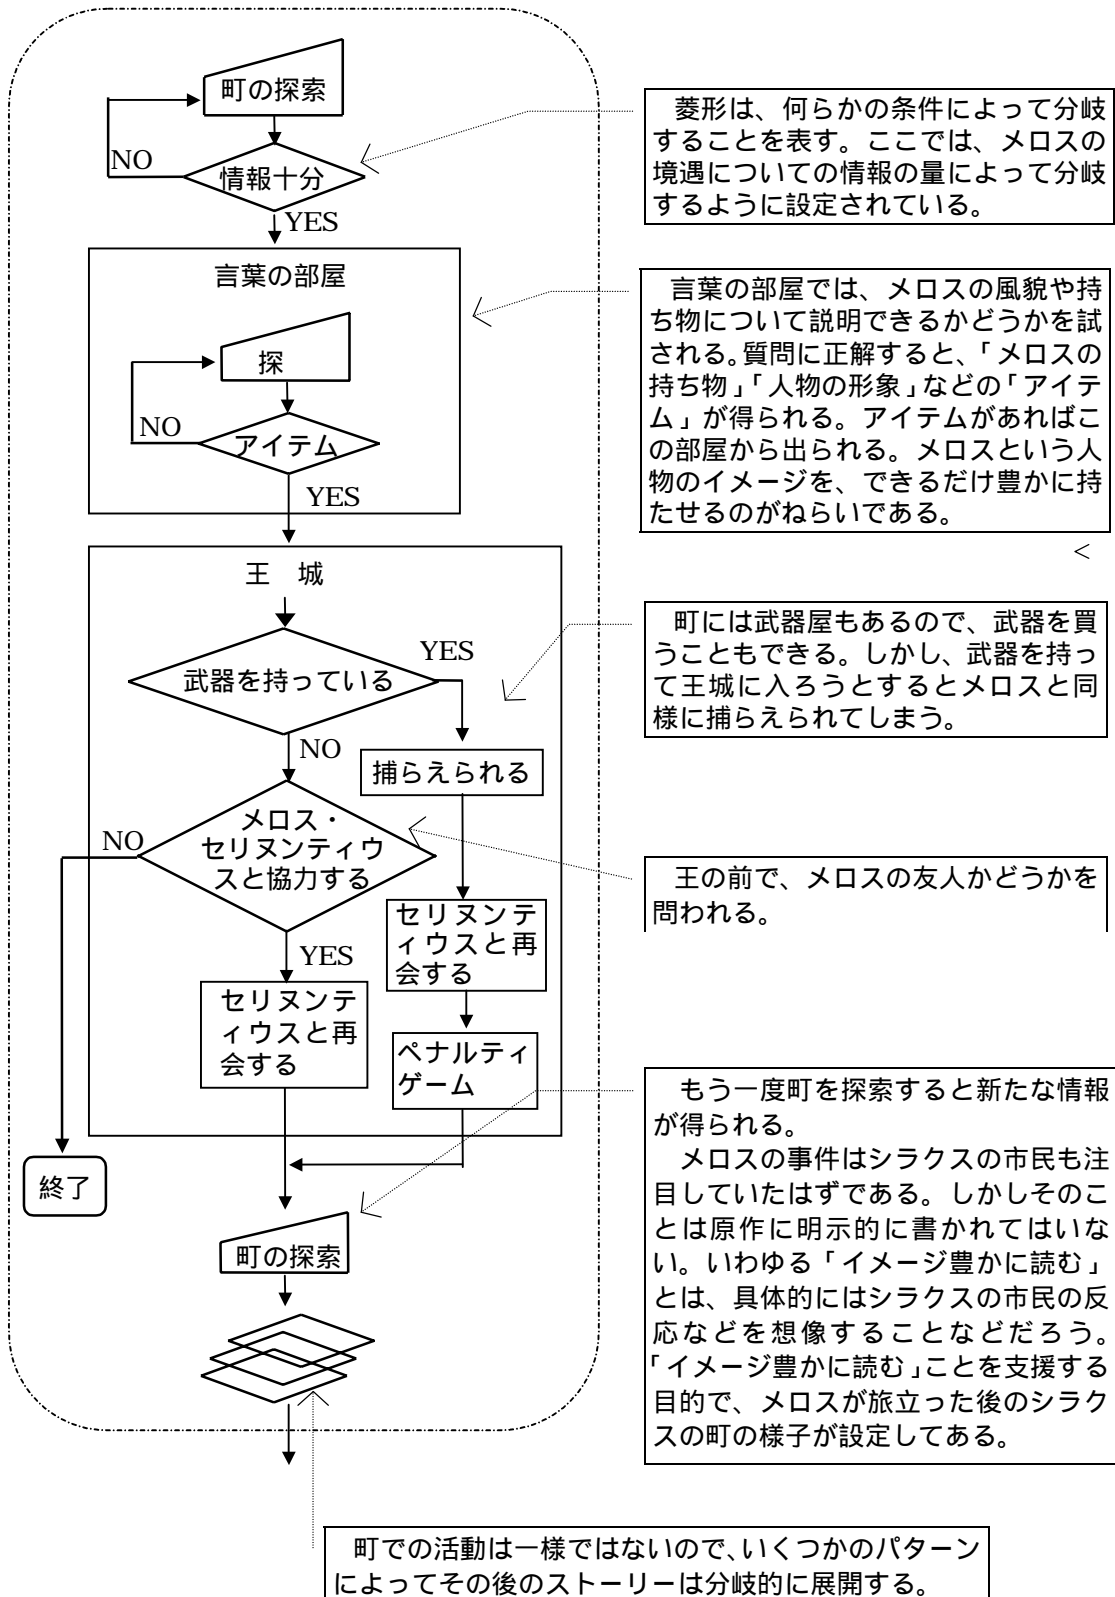 町の探索
NO
情報十分
YES
菱形は、何らかの条件によって分岐
することを表す。ここでは、メロスの
境遇についての情報の量によって分岐
するように設定されている。
言葉の部屋
探
NO
アイテム
YES
言葉の部屋では、メロスの風貌や持
ち物について説明できるかどうかを試
される。質問に正解すると、「メロスの
持ち物」「人物の形象」などの「アイテ
ム」が得られる。アイテムがあればこ
の部屋から出られる。メロスという人
物のイメージを、できるだけ豊かに持
たせるのがねらいである。
<
王　城
武器を持っている
YES
NO
捕らえられる
町には武器屋もあるので、武器を買
うこともできる。しかし、武器を持っ
て王城に入ろうとするとメロスと同
様に捕らえられてしまう。
メロス・
セリヌンティウ
スと協力する
NO
YES
王の前で、メロスの友人かどうかを
問われる。
セリヌンテ
ィウスと再
会する
セリヌンテ
ィウスと再
会する
ペナルティ
ゲーム
終了
町の探索
もう一度町を探索すると新たな情報
が得られる。
メロスの事件はシラクスの市民も注
目していたはずである。しかしそのこ
とは原作に明示的に書かれてはいな
い。いわゆる「イメージ豊かに読む」
とは、具体的にはシラクスの市民の反
応などを想像することなどだろう。
「イメージ豊かに読む」ことを支援する
目的で、メロスが旅立った後のシラク
スの町の様子が設定してある。
町での活動は一様ではないので、いくつかのパターン
によってその後のストーリーは分岐的に展開する。